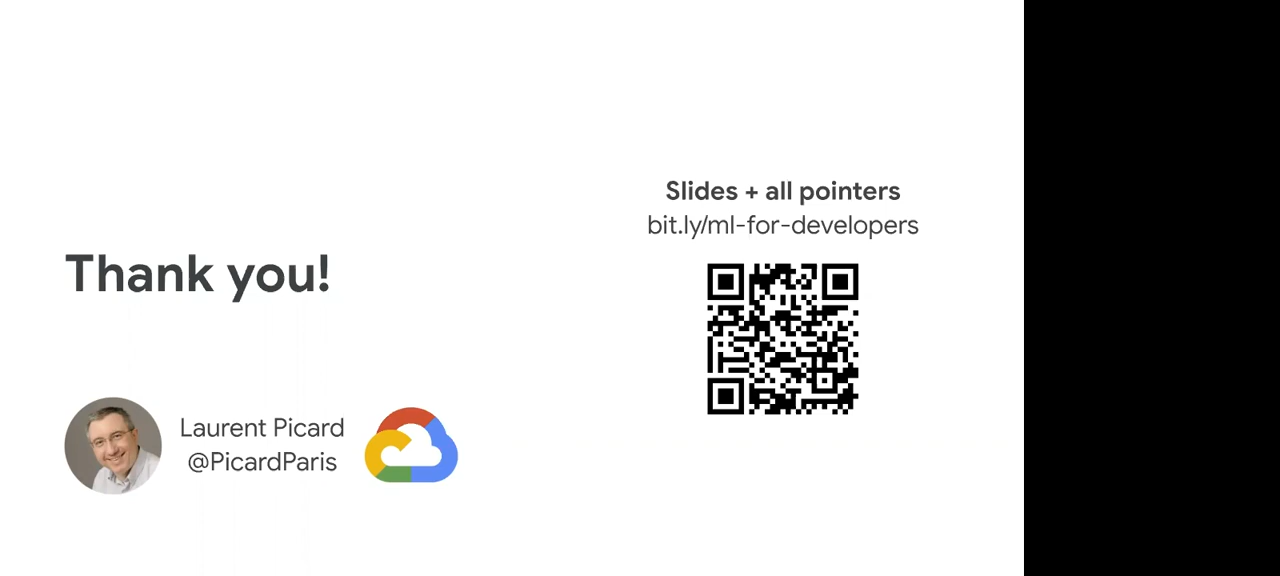 Thank you!
Laurent Picard
@PicardParis
Slides + all pointers
bit.ly/ml-for-developers